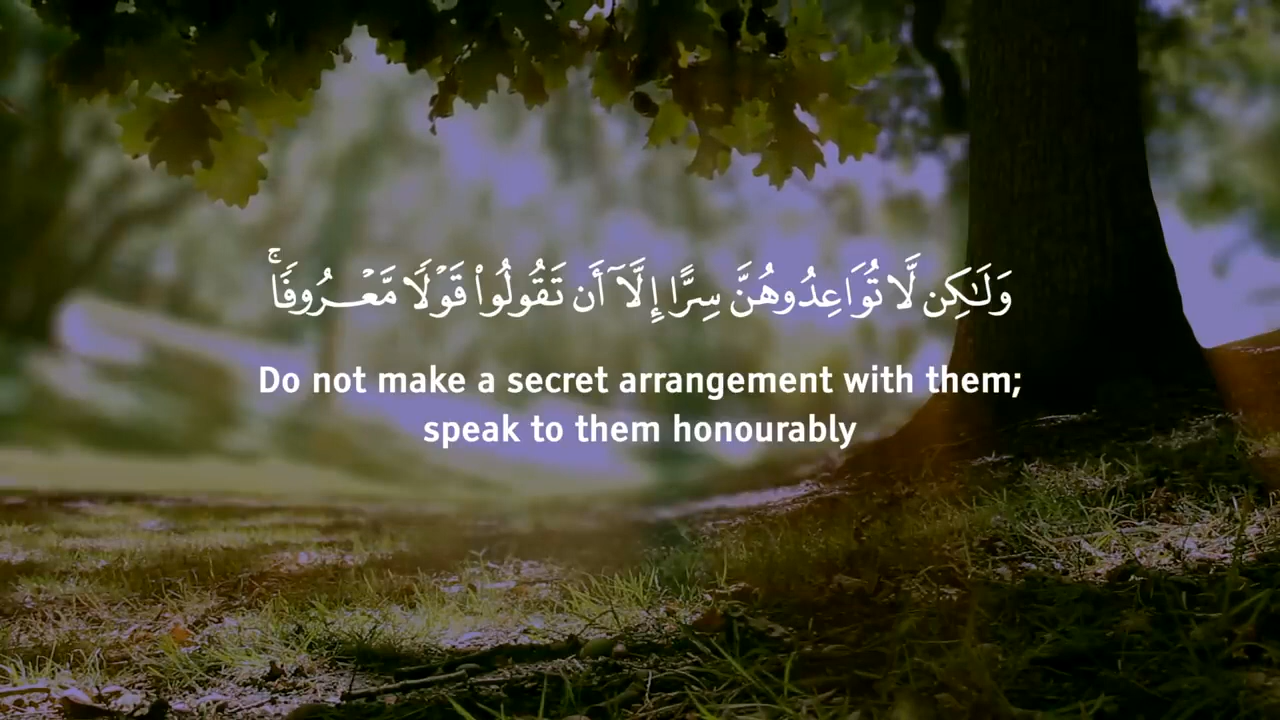 وَلَـٰكِن لَّا تُوَاعِدُوهُنَّ سِرًّا إِلَّآ أَن تَقُولُوا۟ قَوْلًا مَّعْرُوفًا ۚ
Do not make a secret arrangement with them;
speak to them honourably